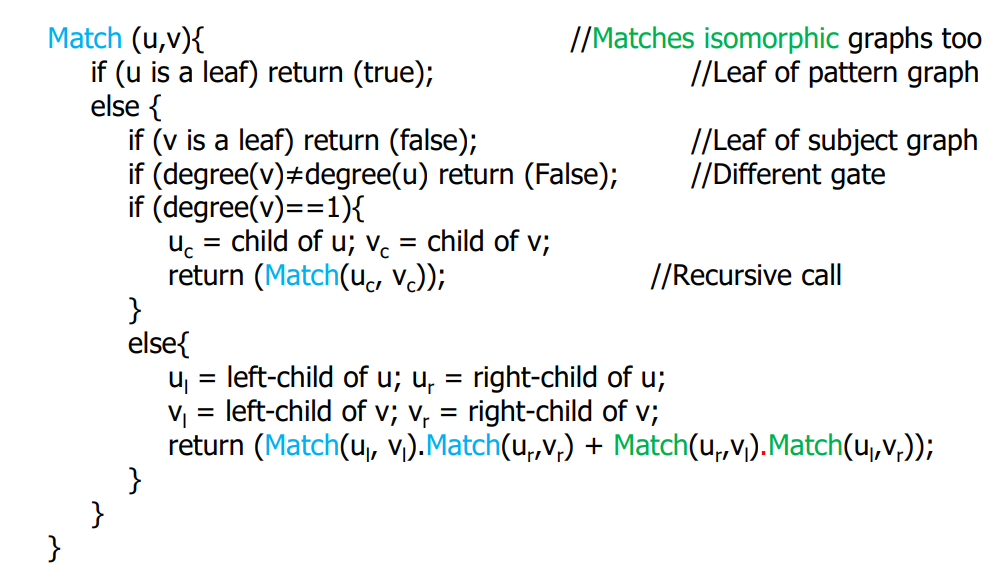 Match (u,v){ //Matches isomorphic graphs too
if (u is a leaf) return (true); //Leaf of pattern graph
else {
if (v is a leaf) return (false); //Leaf of subject graph
if (degree(v)≠degree(u) return (False); //Different gate
if (degree(v)==1){
u_c = child of u; v_c = child of v;
return (Match(u_c, v_c)); //Recursive call
}
else{
u_l = left-child of u; u_r = right-child of u;
v_l = left-child of v; v_r = right-child of v;
return (Match(u_l, v_l).Match(u_r,v_r) + Match(u_r,v_l).Match(u_l,v_r));
}
}
}